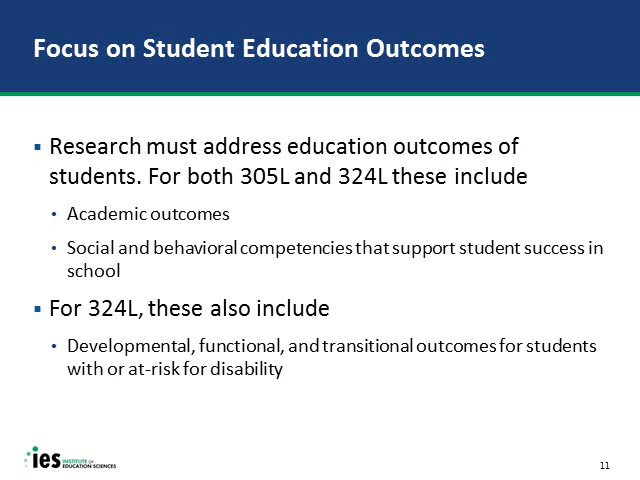 Focus on Student Education Outcomes
▪ Research must address education outcomes of
students. For both 305L and 324L these include
• Academic outcomes
• Social and behavioral competencies that support student success in
school
▪ For 324L, these also include
• Developmental, functional, and transitional outcomes for students
with or at-risk for disability
ies INSTITUTE OF
EDUCATION SCIENCES
11